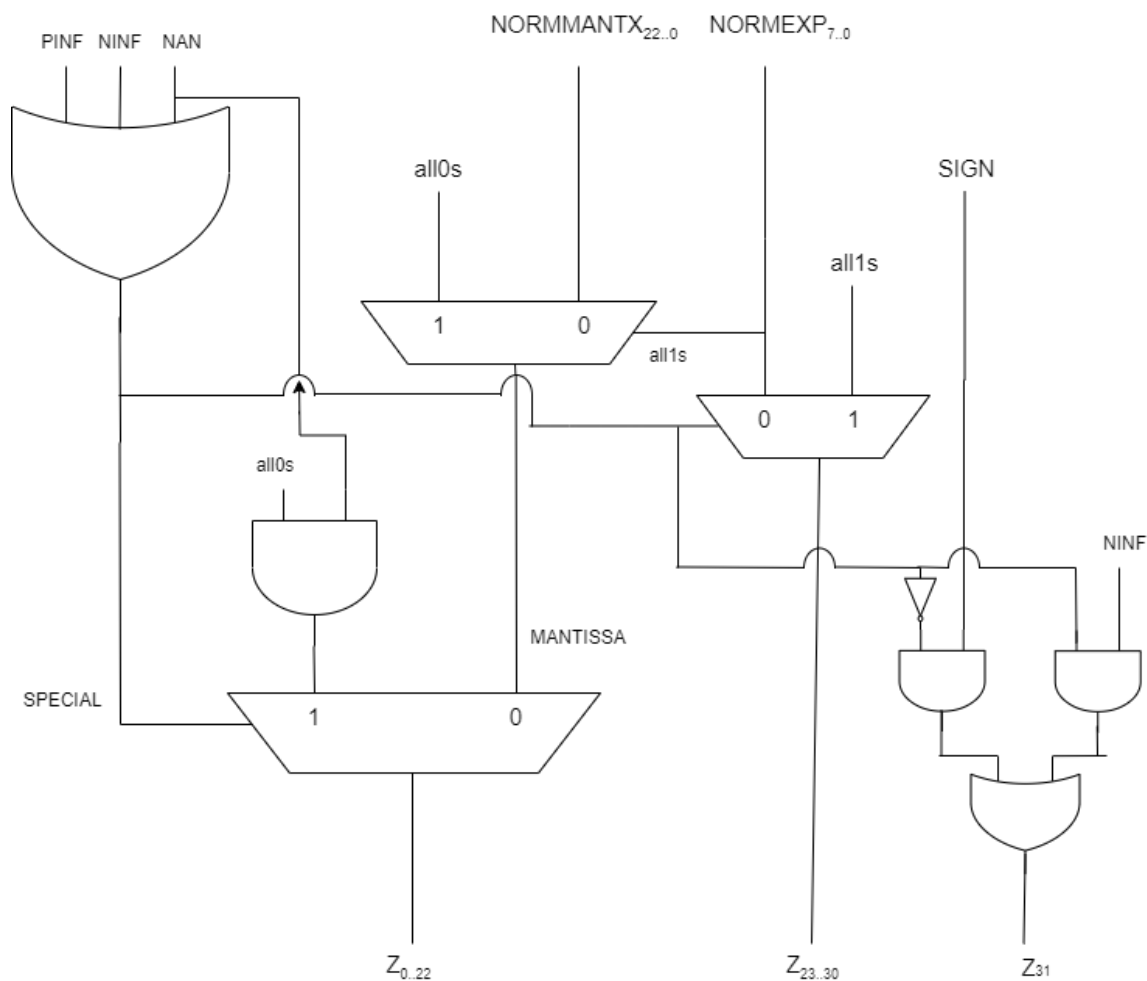 NORMMANTX22..0 NORMEXP7..0
PINF NINF NAN
all0s
SIGN
all1s
1 0
all1s
0 1
all0s
NINF
MANTISSA
SPECIAL
1 0
Z0..22
Z23..30
Z31